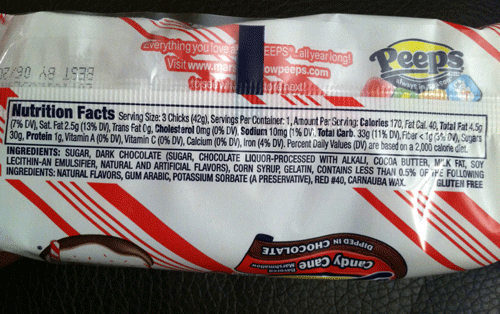 Everything you love a PEEPS® all year long!
Visit www.mar owpeeps.com
next!
Peeps
Nutrition Facts Serving Size: 3 Chicks (42g), Servings Per Container: 1, Amount Per Serving: Calories 170, Fat Cal. 40, Total Fat 4.5g
(7% DV), Sat. Fat 2.5g (13% DV), Trans Fat 0g, Cholesterol 0mg (0% DV), Sodium 10mg (1% DV), Total Carb. 33g (11% DV), Fiber <1g (5% DV), Sugars
30g, Protein 1g, Vitamin A (0% DV), Vitamin C (0% DV), Calcium (0% DV), Iron (4% DV). Percent Daily Values (DV) are based on a 2,000 calorie diet.
INGREDIENTS: SUGAR, DARK CHOCOLATE (SUGAR, CHOCOLATE LIQUOR-PROCESSED WITH ALKALI, COCOA BUTTER, MILK FAT, SOY
LECITHIN-AN EMULSIFIER, NATURAL AND ARTIFICIAL FLAVORS), CORN SYRUP, GELATIN, CONTAINS LESS THAN 0.5% OF THE FOLLOWING
INGREDIENTS: NATURAL FLAVORS, GUM ARABIC, POTASSIUM SORBATE (A PRESERVATIVE), RED #40, CARNAUBA WAX. GLUTEN FREE
DIPPED IN CHOCOLATE
Candy Cane
Flavored Marshmallow